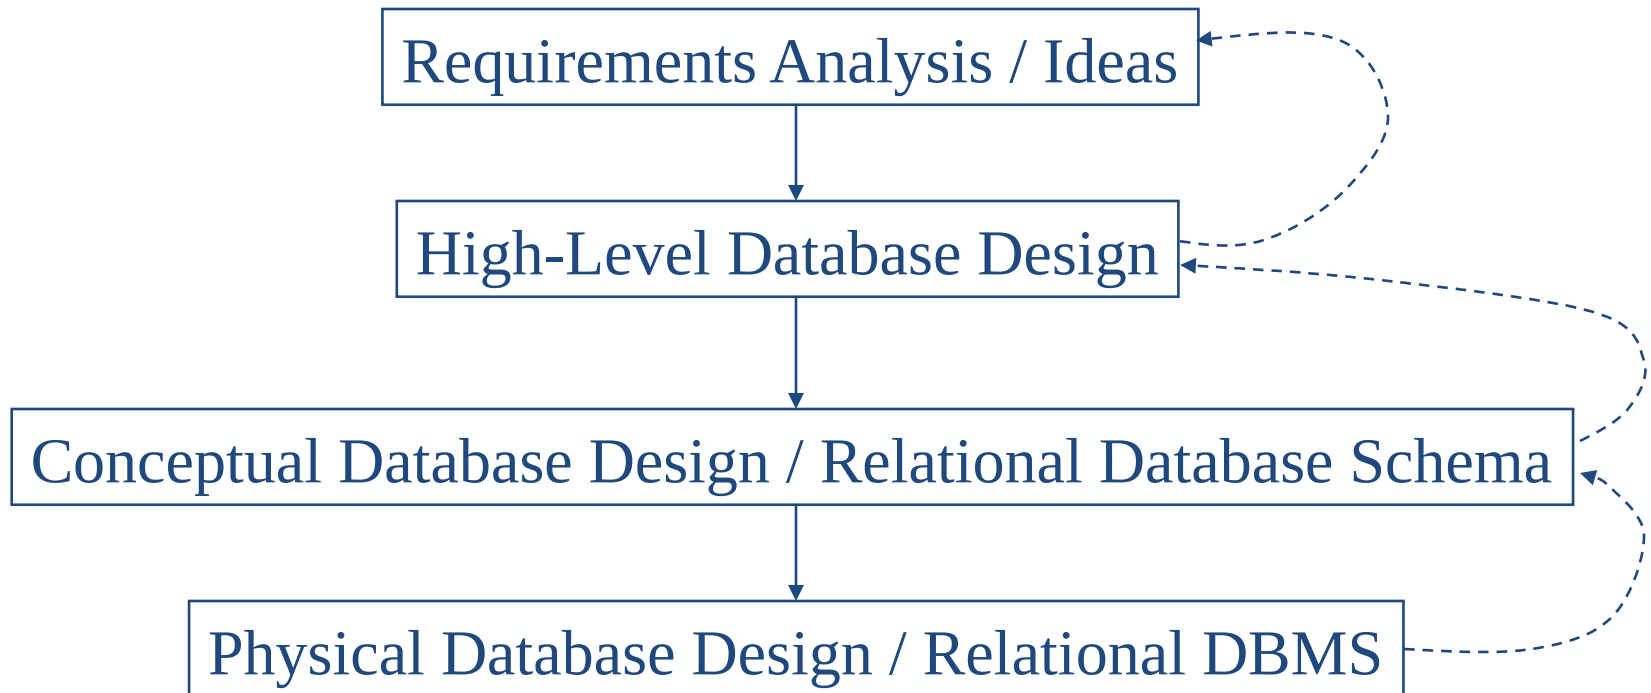 Requirements Analysis / Ideas
High-Level Database Design
Conceptual Database Design / Relational Database Schema
Physical Database Design / Relational DBMS